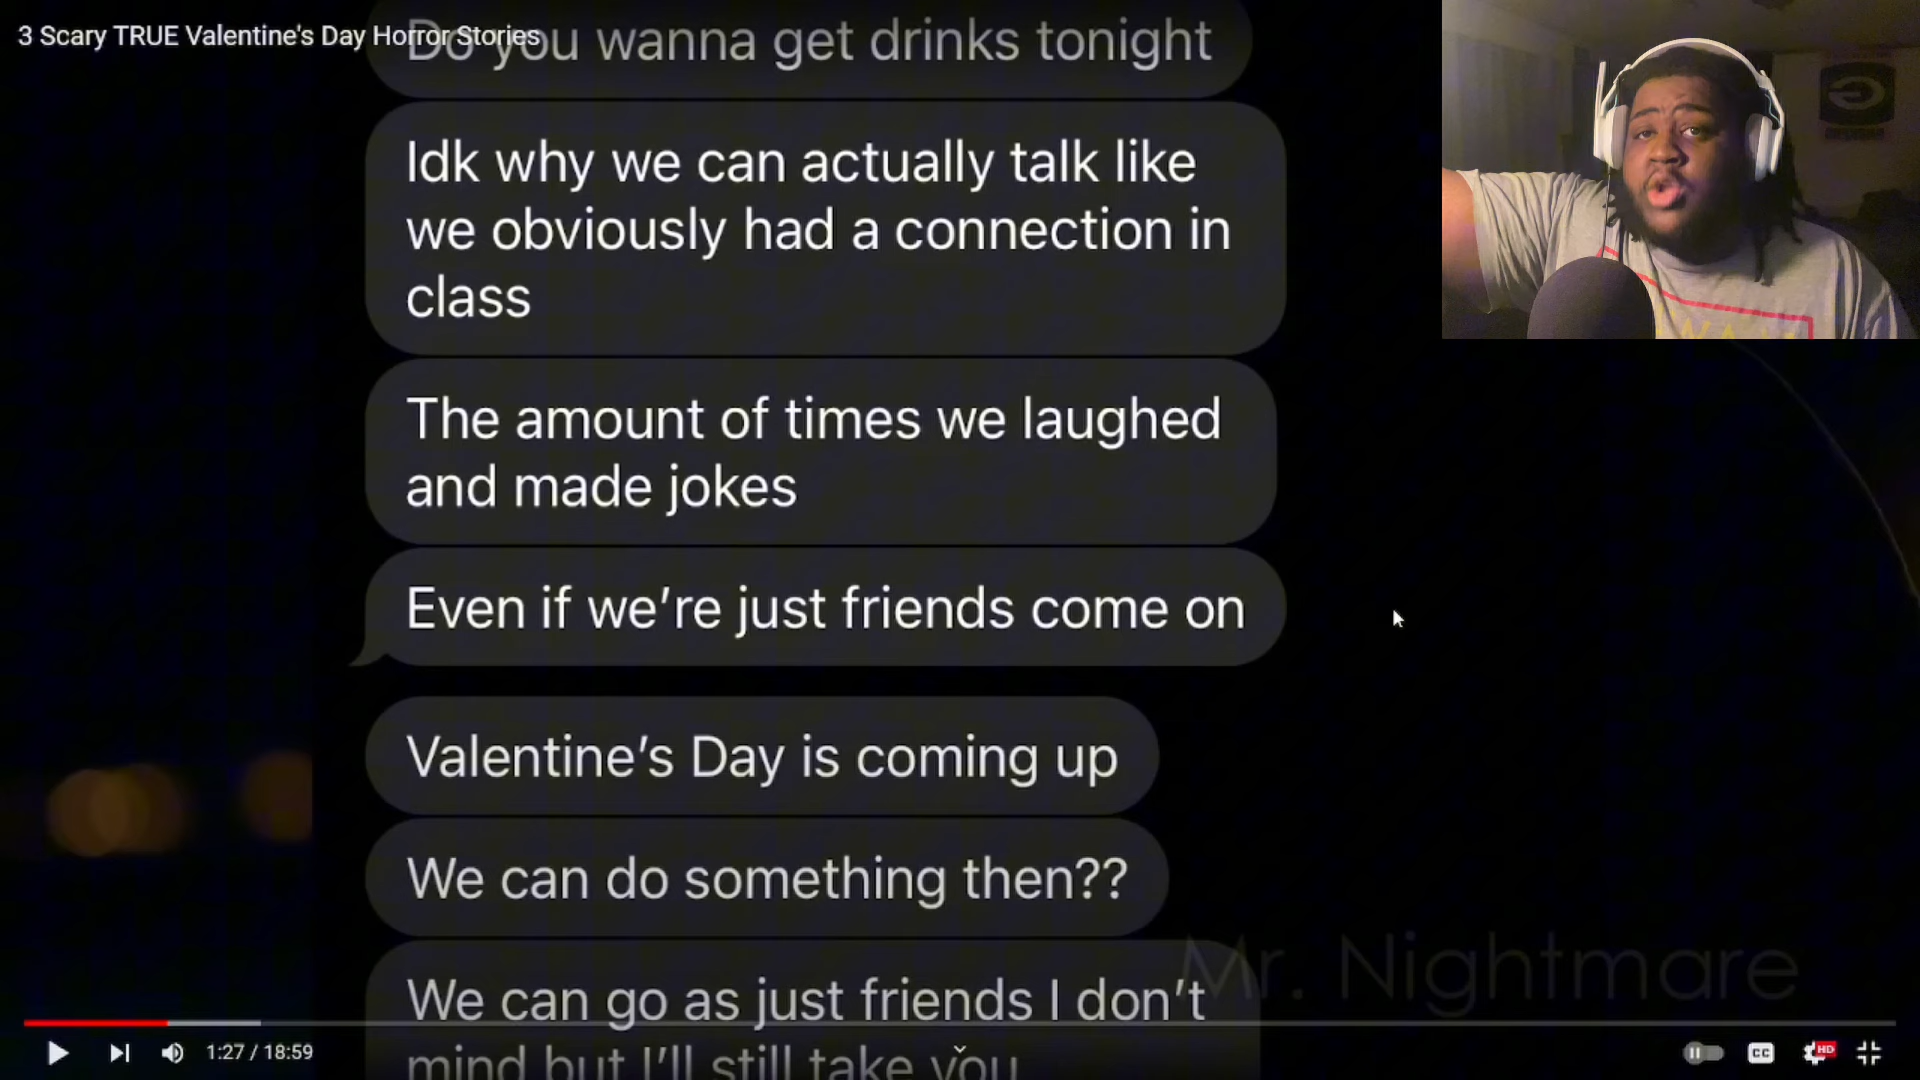 3 Scary TRUE Valentine's Day Horror Stories
Do you wanna get drinks tonight
Idk why we can actually talk like
we obviously had a connection in
class
The amount of times we laughed
and made jokes
Even if we're just friends come on
Valentine's Day is coming up
We can do something then??
We can go as just friends I don't
mind but I'll still take you
Mr. Nightmare
1:27 / 18:59
CC
HD